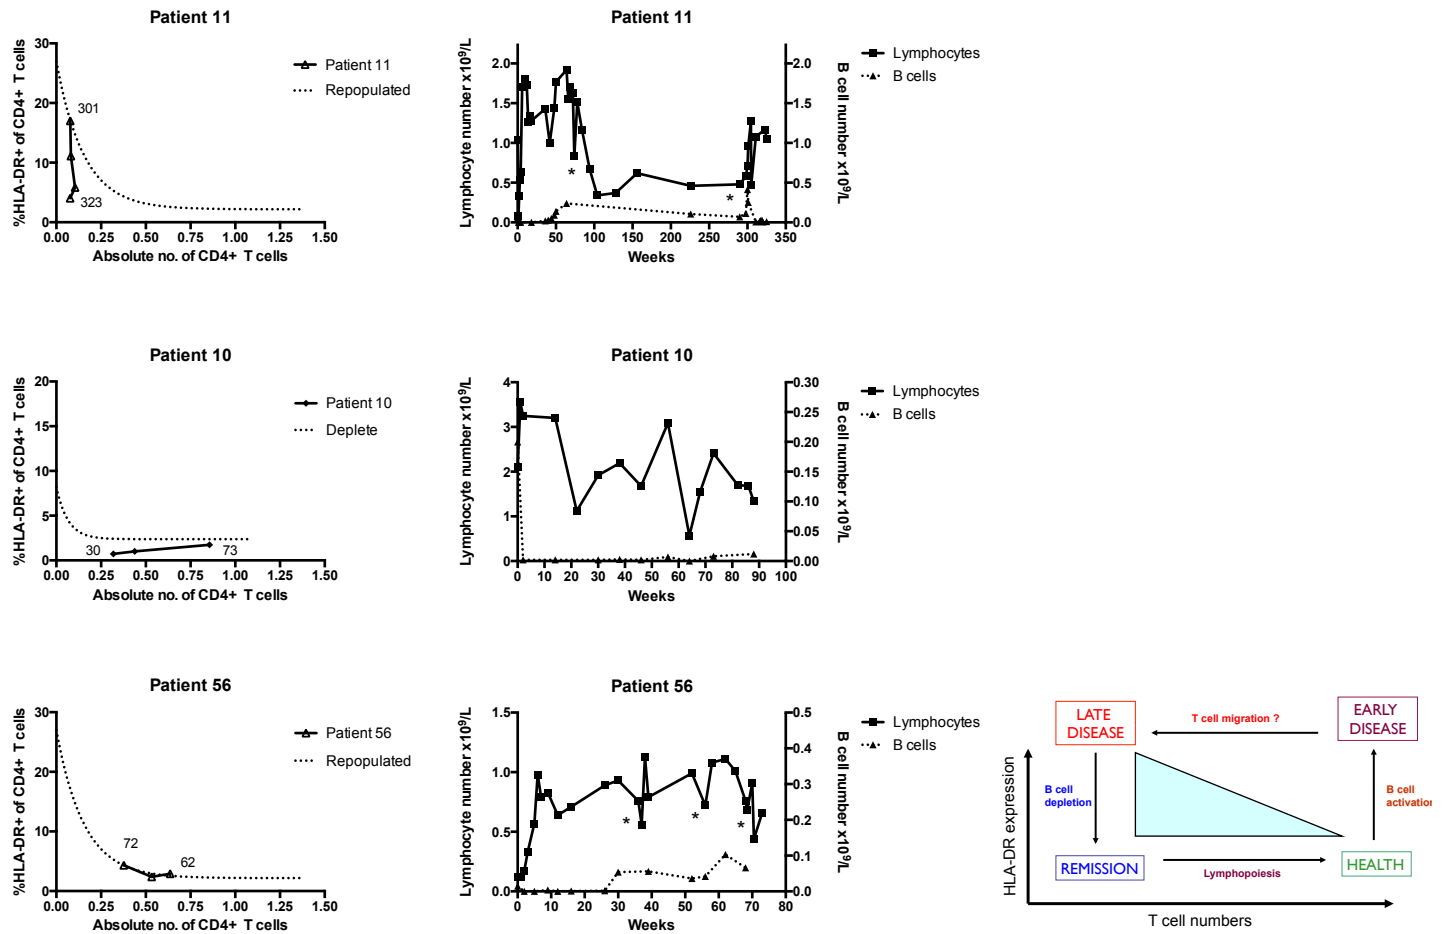 Patient 11
%HLA-DR+ of CD4+ T cells
30
20
10
0
301
323
0.00 0.25 0.50 0.75 1.00 1.25 1.50
Absolute no. of CD4+ T cells
Patient 11
Repopulated
Patient 11
Lymphocyte number x10⁹/L
2.0
1.5
1.0
0.5
0.0
*
*
0 50 100 150 200 250 300 350
Weeks
2.0
1.5
1.0
0.5
0.0
B cell number x10⁹/L
Lymphocytes
B cells
Patient 10
%HLA-DR+ of CD4+ T cells
20
15
10
5
0
30
73
0.00 0.25 0.50 0.75 1.00 1.25 1.50
Absolute no. of CD4+ T cells
Patient 10
Deplete
Patient 10
Lymphocyte number x10⁹/L
4
3
2
1
0
0 10 20 30 40 50 60 70 80 90 100
Weeks
0.30
0.25
0.20
0.15
0.10
0.05
0.00
B cell number x10⁹/L
Lymphocytes
B cells
Patient 56
%HLA-DR+ of CD4+ T cells
30
20
10
0
72
62
0.00 0.25 0.50 0.75 1.00 1.25 1.50
Absolute no. of CD4+ T cells
Patient 56
Repopulated
Patient 56
Lymphocyte number x10⁹/L
1.5
1.0
0.5
0.0
*
*
*
0 10 20 30 40 50 60 70 80
Weeks
0.5
0.4
0.3
0.2
0.1
0.0
B cell number x10⁹/L
Lymphocytes
B cells
LATE
DISEASE
T cell migration ?
EARLY
DISEASE
HLA-DR expression
B cell
depletion
B cell
activation
REMISSION
Lymphopoiesis
HEALTH
T cell numbers